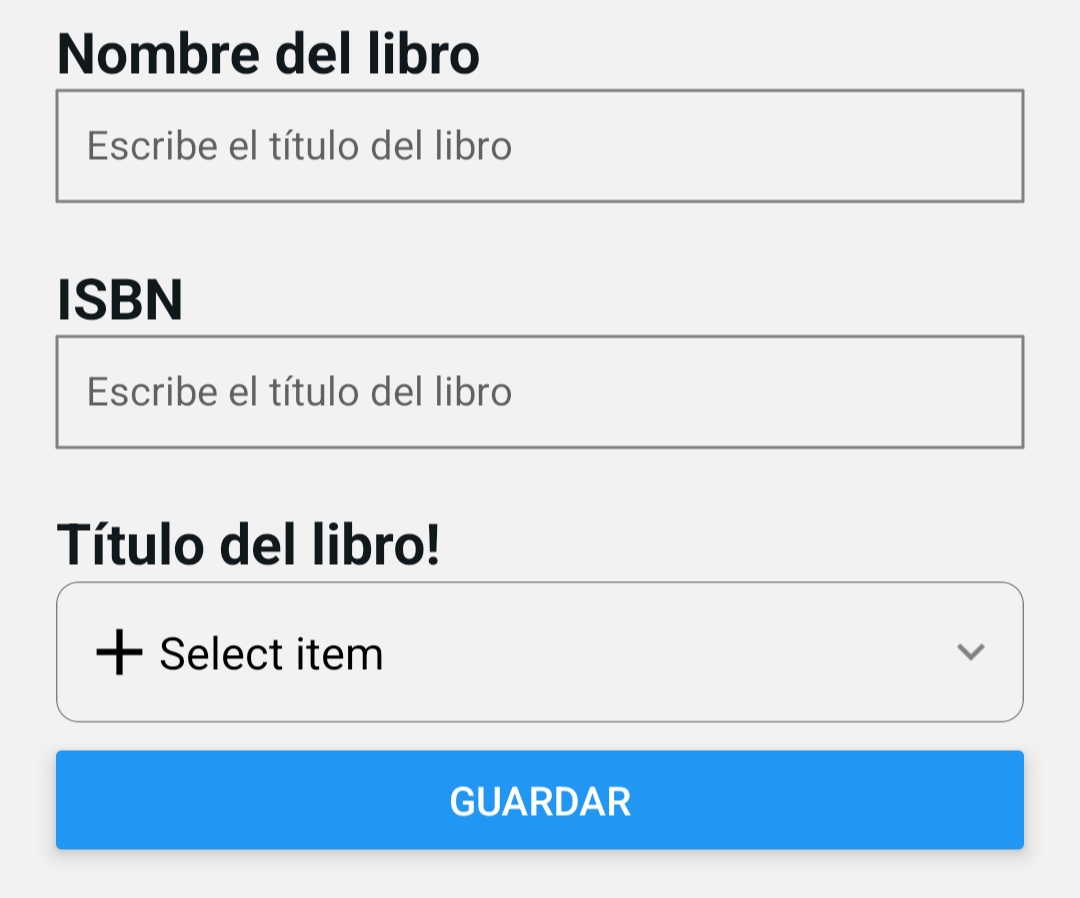 Nombre del libro
Escribe el título del libro
ISBN
Escribe el título del libro
Título del libro!
Select item
GUARDAR